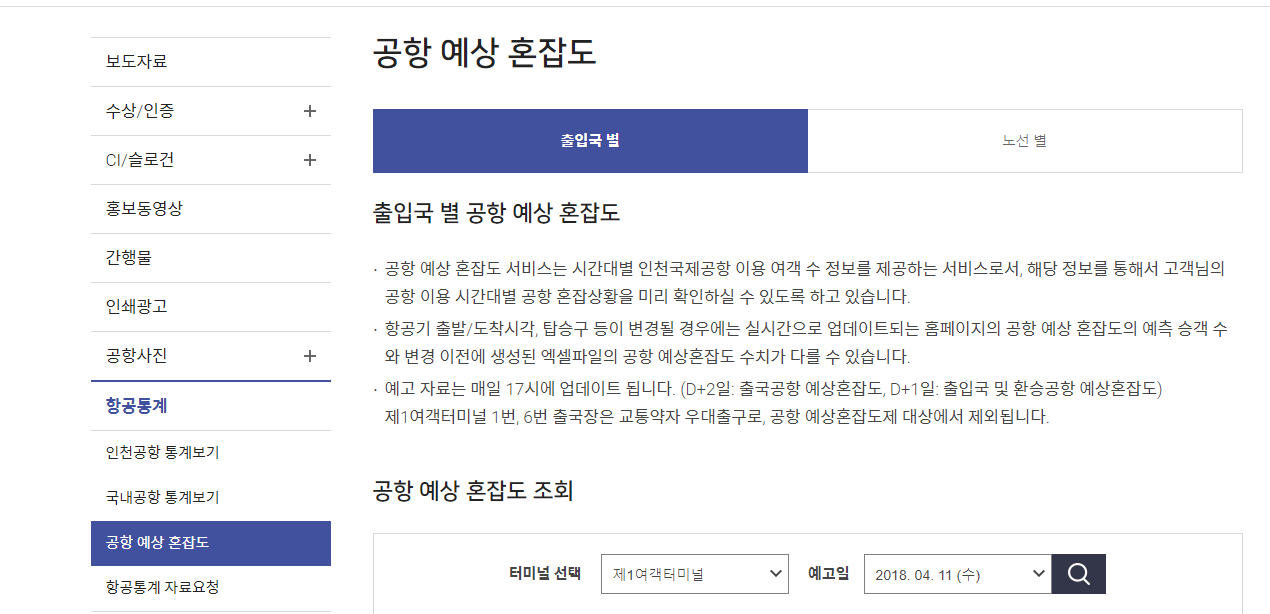 보도자료
수상/인증
CI/슬로건
홍보동영상
간행물
인쇄광고
공항사진
항공통계
인천공항 통계보기
국내공항 통계보기
공항 예상 혼잡도
항공통계 자료요청
공항 예상 혼잡도
출입국 별
노선 별
출입국 별 공항 예상 혼잡도
· 공항 예상 혼잡도 서비스는 시간대별 인천국제공항 이용 여객 수 정보를 제공하는 서비스로서, 해당 정보를 통해서 고객님의
공항 이용 시간대별 공항 혼잡상황을 미리 확인하실 수 있도록 하고 있습니다.
· 항공기 출발/도착시각, 탑승구 등이 변경될 경우에는 실시간으로 업데이트되는 홈페이지의 공항 예상 혼잡도의 예측 승객 수
와 변경 이전에 생성된 엑셀파일의 공항 예상혼잡도 수치가 다를 수 있습니다.
· 예고 자료는 매일 17시에 업데이트 됩니다. (D+2일: 출국공항 예상혼잡도, D+1일: 출입국 및 환승공항 예상혼잡도)
제1여객터미널 1번, 6번 출국장은 교통약자 우대출구로, 공항 예상혼잡도제 대상에서 제외됩니다.
공항 예상 혼잡도 조회
터미널 선택
제1여객터미널
예고일
2018. 04. 11 (수)